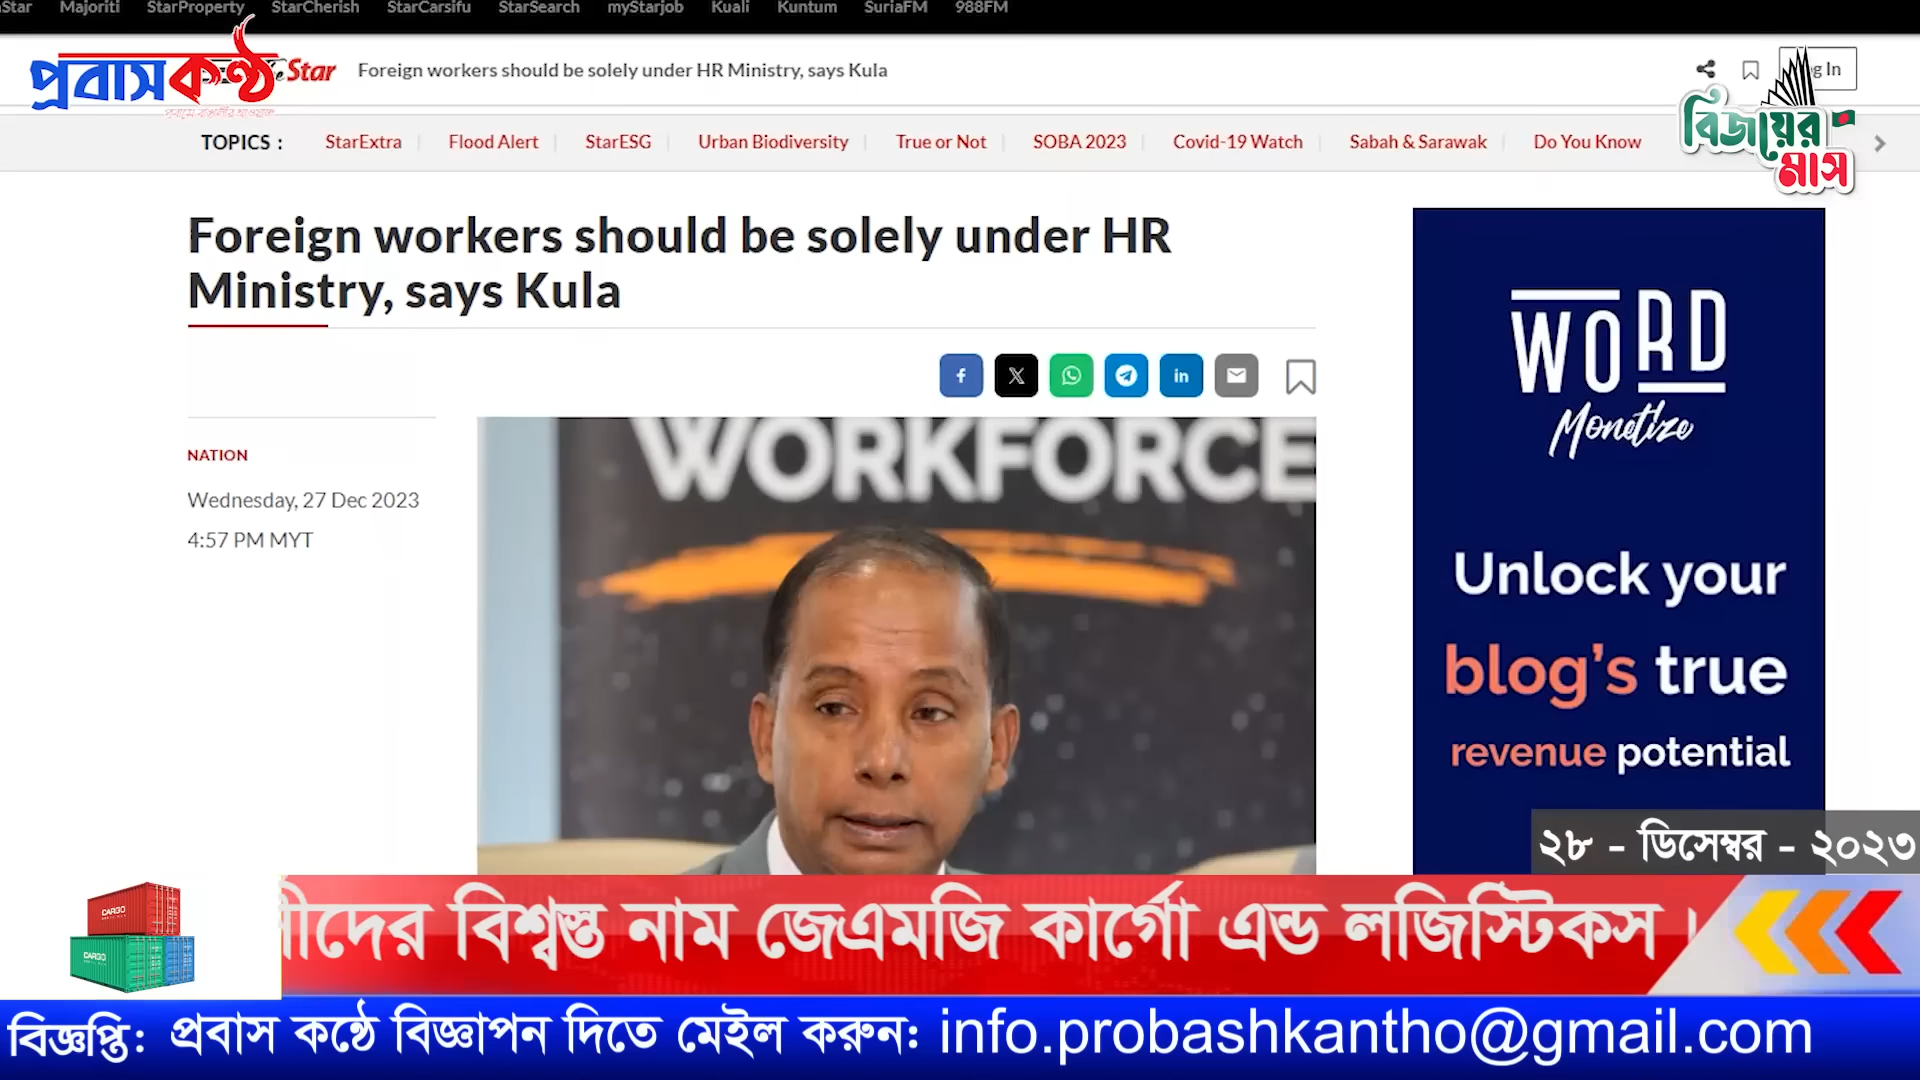 Majoriti StarProperty StarCherish StarCarsifu StarSearch myStarjob Kuali Kuntum SuriaFM 988FM
প্রবাস কণ্ঠ
Star Foreign workers should be solely under HR Ministry, says Kula
In
বিজয়ের
মাস
TOPICS : StarExtra Flood Alert StarESG Urban Biodiversity True or Not SOBA 2023 Covid-19 Watch Sabah & Sarawak Do You Know
Foreign workers should be solely under HR
Ministry, says Kula
NATION
Wednesday, 27 Dec 2023
4:57 PM MYT
WORKFORCE
WORD
Monetize
Unlock your
blog's true
revenue potential
২৮ - ডিসেম্বর - ২০২৩
CARGO
CARGO
ীদের বিশ্বস্ত নাম জেএমজি কার্গো এন্ড লজিস্টিকস ।
বিজ্ঞপ্তি: প্রবাস কণ্ঠে বিজ্ঞাপন দিতে মেইল করুন: info.probashkantho@gmail.com